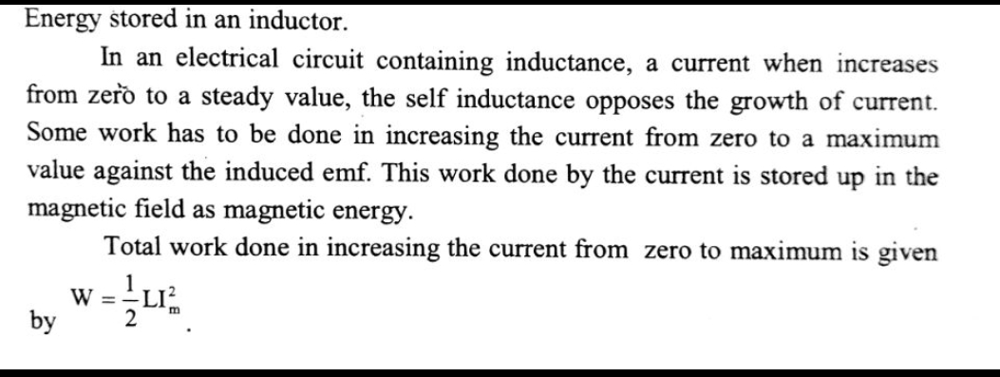 Energy stored in an inductor.
In an electrical circuit containing inductance, a current when increases
from zero to a steady value, the self inductance opposes the growth of current.
Some work has to be done in increasing the current from zero to a maximum
value against the induced emf. This work done by the current is stored up in the
magnetic field as magnetic energy.
Total work done in increasing the current from zero to maximum is given
by W = 1/2 LI²ₘ .